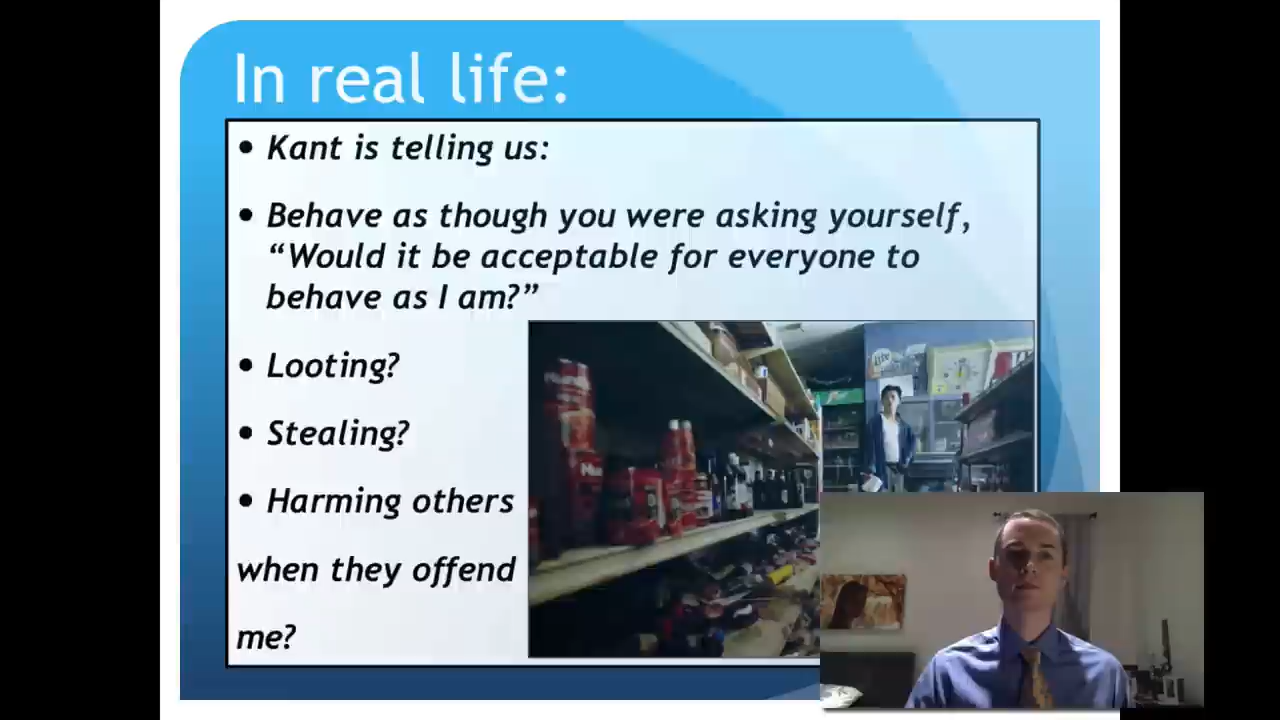 In real life:
• Kant is telling us:
• Behave as though you were asking yourself,
“Would it be acceptable for everyone to
behave as I am?”
• Looting?
• Stealing?
• Harming others
when they offend
me?
Lite